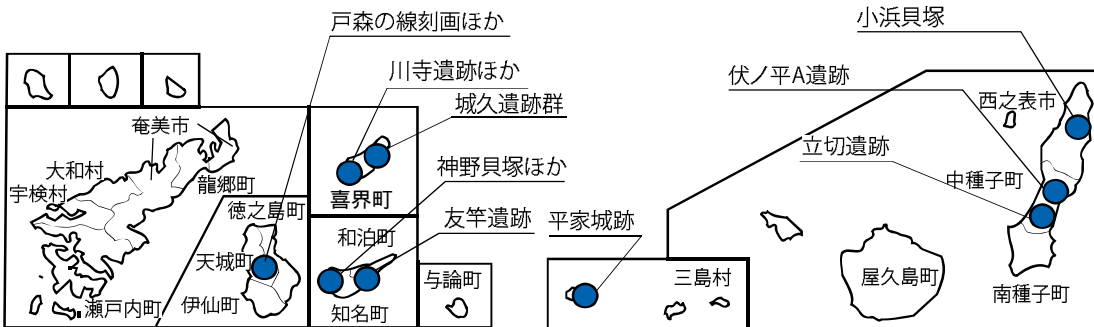 戸森の線刻画ほか
川寺遺跡ほか
城久遺跡群
奄美市
大和村
宇検村
龍郷町
瀬戸内町
喜界町
神野貝塚ほか
友竿遺跡
徳之島町
天城町
伊仙町
和泊町
知名町
与論町
平家城跡
三島村
小浜貝塚
伏ノ平A遺跡
西之表市
立切遺跡
中種子町
屋久島町
南種子町